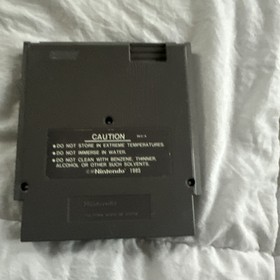 CAUTION
•DO NOT STORE IN EXTREME TEMPERATURES.
•DO NOT IMMERSE IN WATER.
•DO NOT CLEAN WITH BENZENE, THINNER,
ALCOHOL OR OTHER SUCH SOLVENTS.
©Nintendo 1985
Nintendo